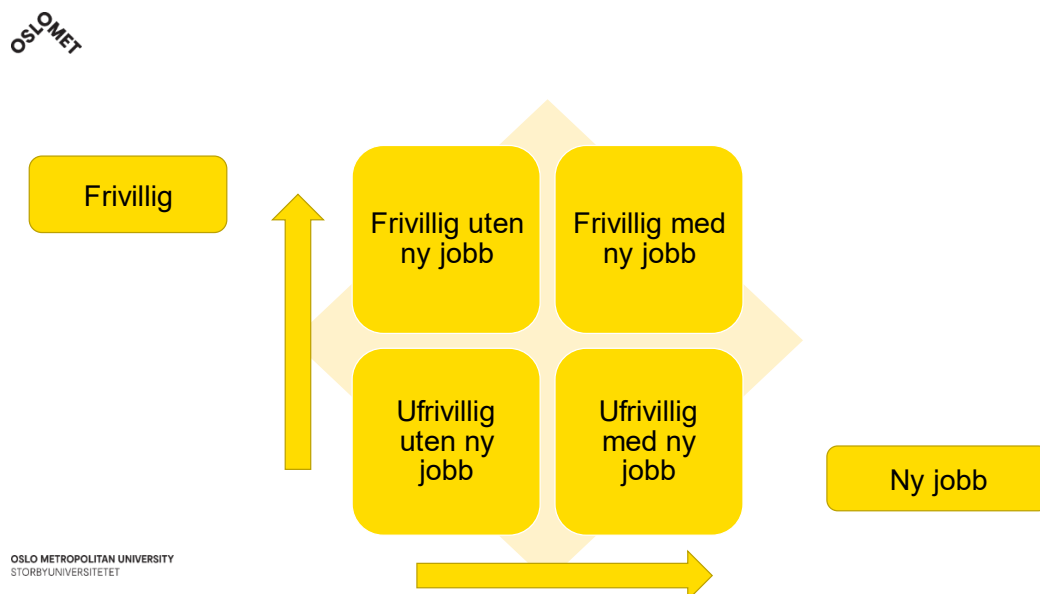 OSLOMET
Frivillig
Frivillig uten
ny jobb
Frivillig med
ny jobb
Ufrivillig
uten ny
jobb
Ufrivillig
med ny
jobb
Ny jobb
OSLO METROPOLITAN UNIVERSITY
STORBYUNIVERSITETET